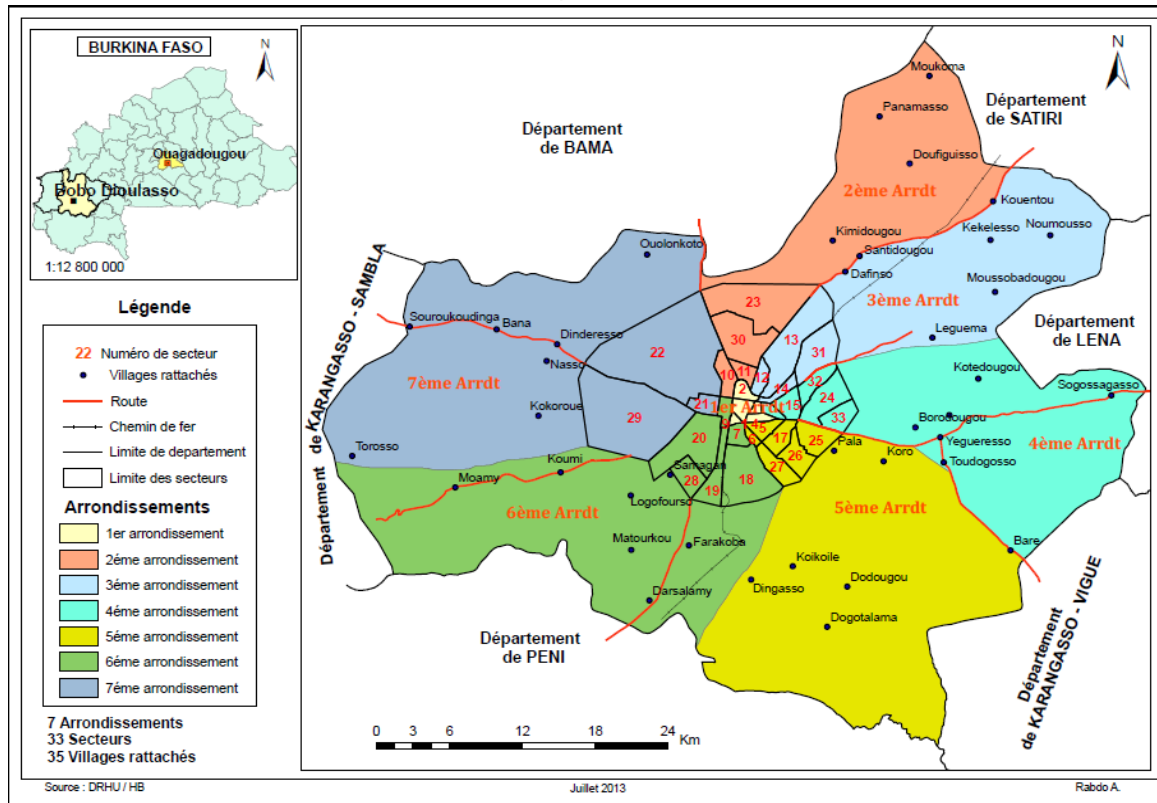 BURKINA FASO
N
Ouagadougou
Bobo Dioulasso
1:12 800 000
Légende
22 Numéro de secteur
Villages rattachés
Route
Chemin de fer
Limite de departement
Limite des secteurs
Arrondissements
1er arrondissement
2éme arrondissement
3éme arrondissement
4éme arrondissement
5éme arrondissement
6éme arrondissement
7éme arrondissement
7 Arrondissements
33 Secteurs
35 Villages rattachés
N
Département
de BAMA
Département
de SATIRI
Département
de LENA
Département
de KARANGASSO - VIGUE
Département
de PENI
Département de KARANGASSO - SAMBLA
Moukoma
Panamasso
Doufiguisso
2ème Arrdt
Kouentou
Kimidougou
Kekelesso
Noumousso
Santidougou
Dafinso
Moussobadougou
3ème Arrdt
Leguema
Ouolonkoto
Souroukoudinga
Bana
Dinderesso
Nasso
7ème Arrdt
Kokoroue
Torosso
23
30
13
31
22
10
11
12
2
14
32
24
15
33
21
29
1er Arrdt
5
7
17
25
26
27
20
18
28
19
Kotedougou
Sogossagasso
Borodougou
Yegueresso
Toudogosso
4ème Arrdt
Bare
Pala
Koro
5ème Arrdt
Koumi
Moamy
Samagan
Logofourso
6ème Arrdt
Matourkou
Farakoba
Darsalamy
Koikoile
Dingasso
Dodougou
Dogotalama
0 3 6 12 18 24
Km
Source : DRHU / HB
Juillet 2013
Rabdo A.